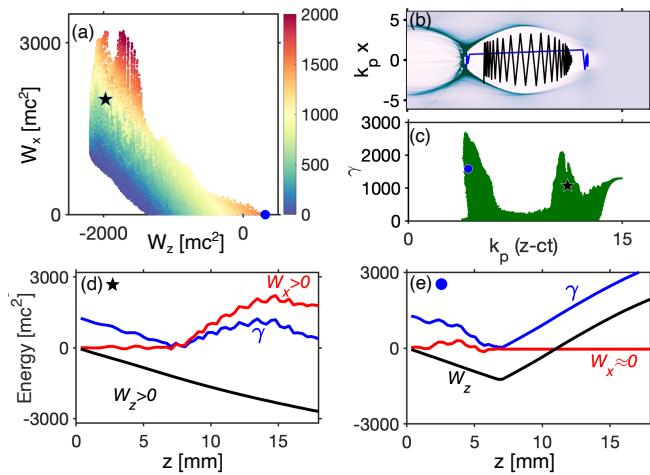 (a)
3000
2000
1000
0
W_x [mc²]
-2000
0
W_z [mc²]
2000
1500
1000
500
0
(b)
5
0
-5
k_p x
(c)
3000
2000
1000
0
γ
0
15
k_p (z-ct)
(d)
W_x>0
γ
W_z>0
3000
0
-3000
Energy [mc²]
0
5
10
15
z [mm]
(e)
γ
W_z
W_x≈0
3000
0
-3000
0
5
10
15
z [mm]